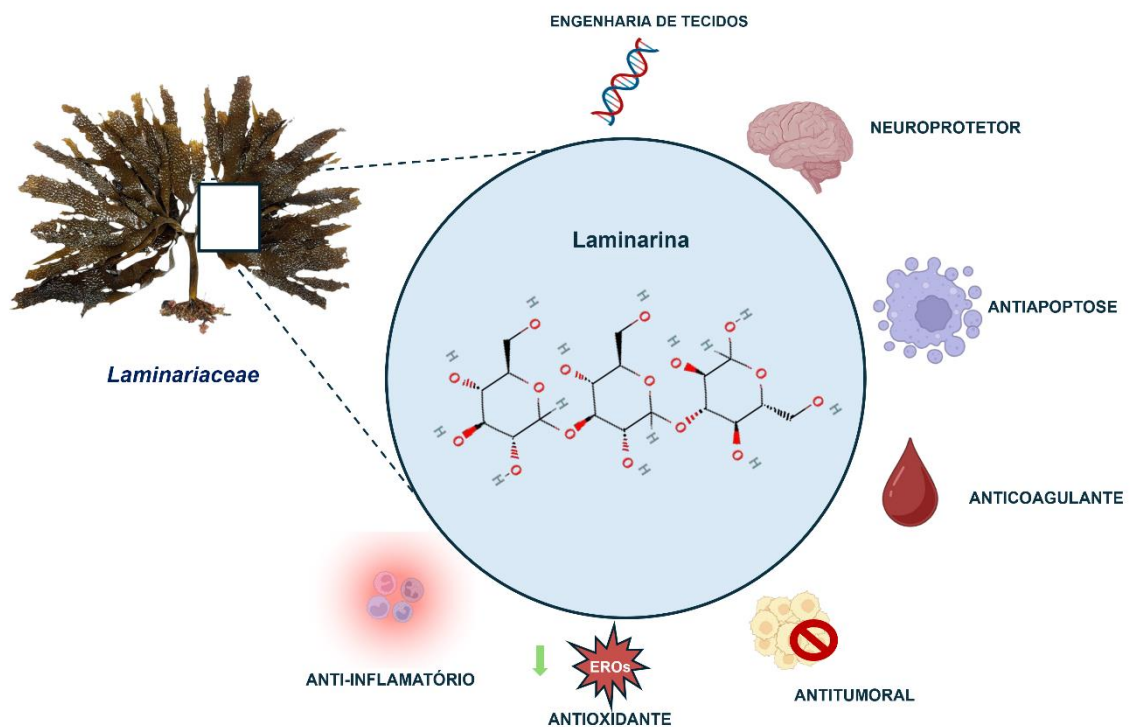 ENGENHARIA DE TECIDOS
NEUROPROTETOR
Laminarina
ANTIAPOPTOSE
Laminariaceae
ANTICOAGULANTE
ANTI-INFLAMATÓRIO
EROs
ANTIOXIDANTE
ANTITUMORAL
H
O
H
O
H-O
H
O
H
O
H
O
H
O
O
H
O
H
H
O
H
O
O
H
O
H
O
O
H
H-O
O
H
O
H